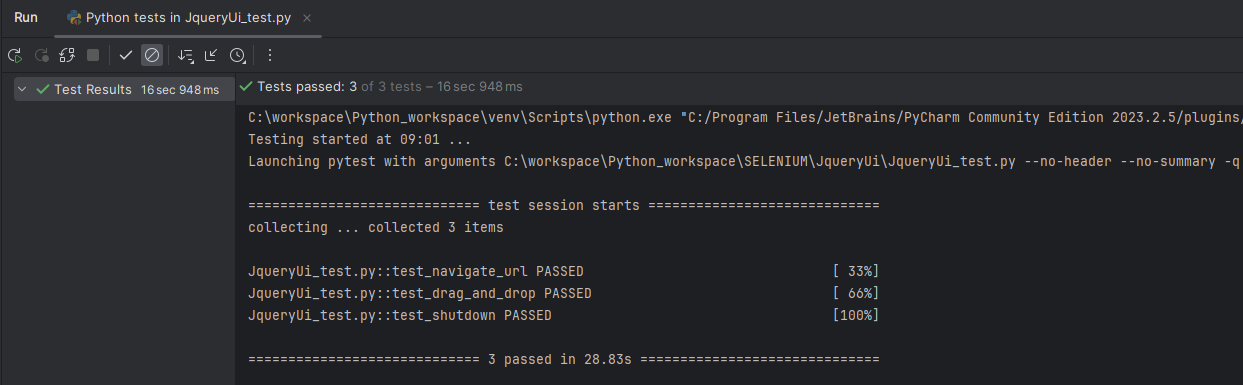 Run Python tests in JqueryUi_test.py
Test Results 16 sec 948 ms
Tests passed: 3 of 3 tests – 16 sec 948 ms
C:\workspace\Python_workspace\venv\Scripts\python.exe "C:/Program Files/JetBrains/PyCharm Community Edition 2023.2.5/plugins/
Testing started at 09:01 ...
Launching pytest with arguments C:\workspace\Python_workspace\SELENIUM\JqueryUi\JqueryUi_test.py --no-header --no-summary -q
============================= test session starts =============================
collecting ... collected 3 items
JqueryUi_test.py::test_navigate_url PASSED [ 33%]
JqueryUi_test.py::test_drag_and_drop PASSED [ 66%]
JqueryUi_test.py::test_shutdown PASSED [100%]
============================= 3 passed in 28.83s ==============================